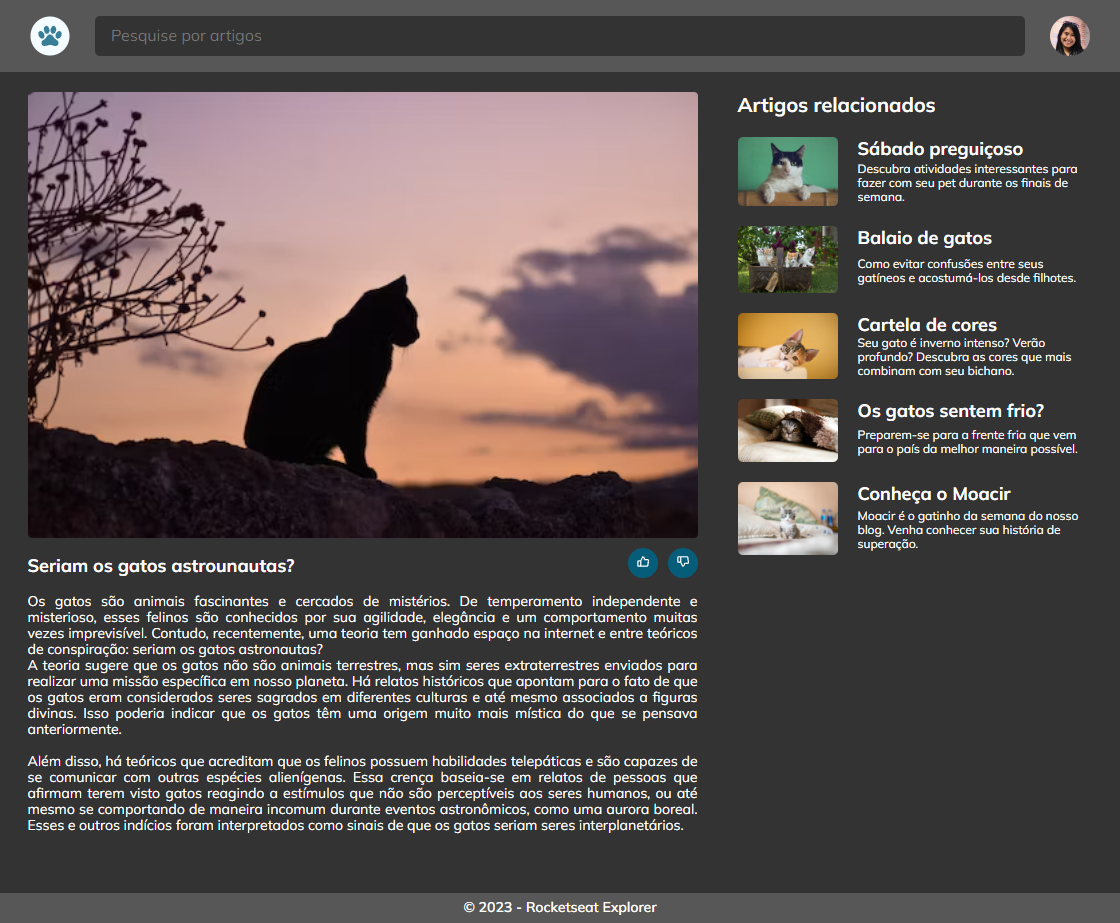 Pesquise por artigos
Seriam os gatos astrounautas?
Os gatos são animais fascinantes e cercados de mistérios. De temperamento independente e
misterioso, esses felinos são conhecidos por sua agilidade, elegância e um comportamento muitas
vezes imprevisível. Contudo, recentemente, uma teoria tem ganhado espaço na internet e entre teóricos
de conspiração: seriam os gatos astronautas?
A teoria sugere que os gatos não são animais terrestres, mas sim seres extraterrestres enviados para
realizar uma missão específica em nosso planeta. Há relatos históricos que apontam para o fato de que
os gatos eram considerados seres sagrados em diferentes culturas e até mesmo associados a figuras
divinas. Isso poderia indicar que os gatos têm uma origem muito mais mística do que se pensava
anteriormente.
Além disso, há teóricos que acreditam que os felinos possuem habilidades telepáticas e são capazes de
se comunicar com outras espécies alienígenas. Essa crença baseia-se em relatos de pessoas que
afirmam terem visto gatos reagindo a estímulos que não são perceptíveis aos seres humanos, ou até
mesmo se comportando de maneira incomum durante eventos astronômicos, como uma aurora boreal.
Esses e outros indícios foram interpretados como sinais de que os gatos seriam seres interplanetários.
Artigos relacionados
Sábado preguiçoso
Descubra atividades interessantes para
fazer com seu pet durante os finais de
semana.
Balaio de gatos
Como evitar confusões entre seus
gatíneos e acostumá-los desde filhotes.
Cartela de cores
Seu gato é inverno intenso? Verão
profundo? Descubra as cores que mais
combinam com seu bichano.
Os gatos sentem frio?
Preparem-se para a frente fria que vem
para o país da melhor maneira possível.
Conheça o Moacir
Moacir é o gatinho da semana do nosso
blog. Venha conhecer sua história de
superação.
© 2023 - Rocketseat Explorer